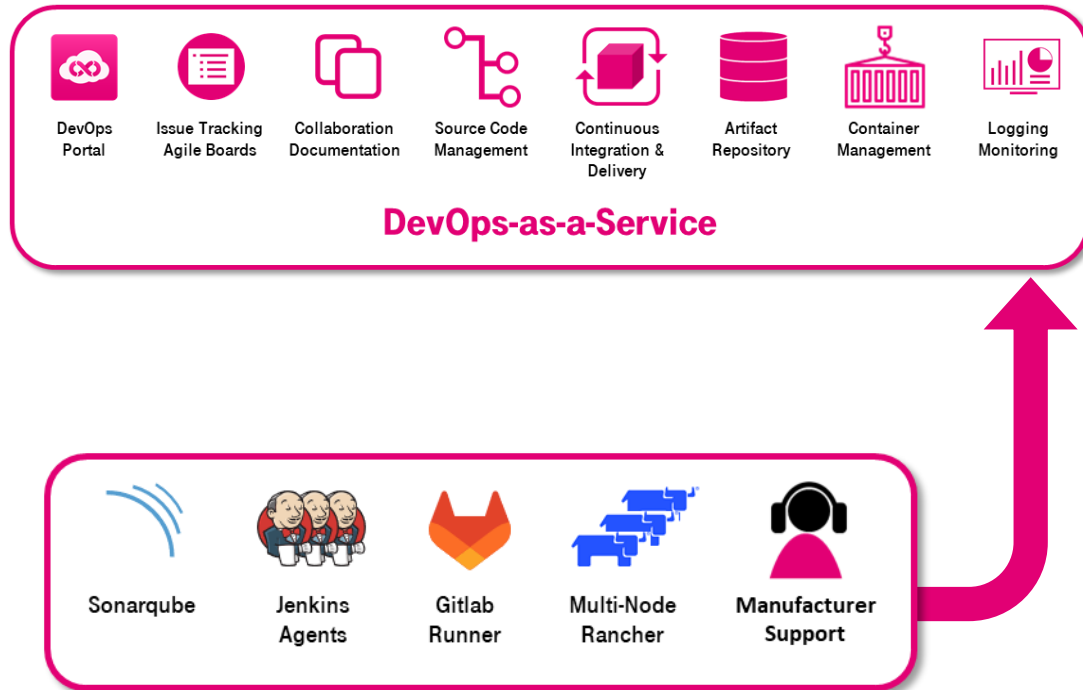 DevOps
Portal
Issue Tracking
Agile Boards
Collaboration
Documentation
Source Code
Management
Continuous
Integration &
Delivery
Artifact
Repository
Container
Management
Logging
Monitoring
DevOps-as-a-Service
Sonarqube
Jenkins
Agents
Gitlab
Runner
Multi-Node
Rancher
Manufacturer
Support